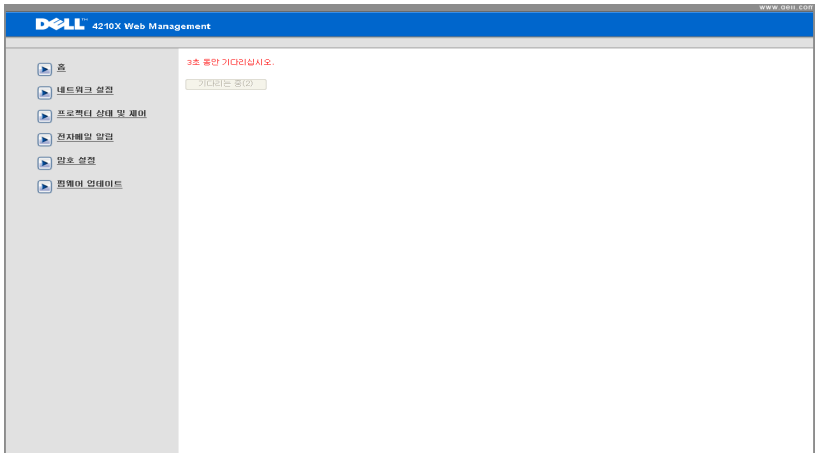 www.dell.com
DELL™ 4210X Web Management
홈
네트워크 설정
프로젝터 상태 및 제어
전자메일 알림
암호 설정
펌웨어 업데이트
3초 동안 기다리십시오.
기다리는 중(2)